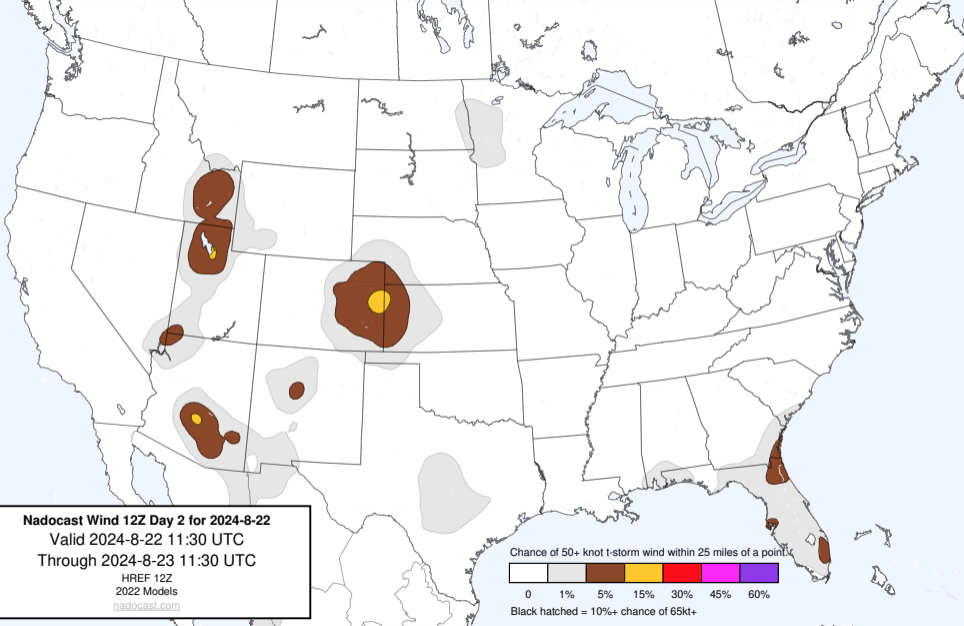 Nadocast Wind 12Z Day 2 for 2024-8-22
Valid 2024-8-22 11:30 UTC
Through 2024-8-23 11:30 UTC
HREF 12Z
2022 Models
nadocast.com
Chance of 50+ knot t-storm wind within 25 miles of a point.
0 1% 5% 15% 30% 45% 60%
Black hatched = 10%+ chance of 65kt+